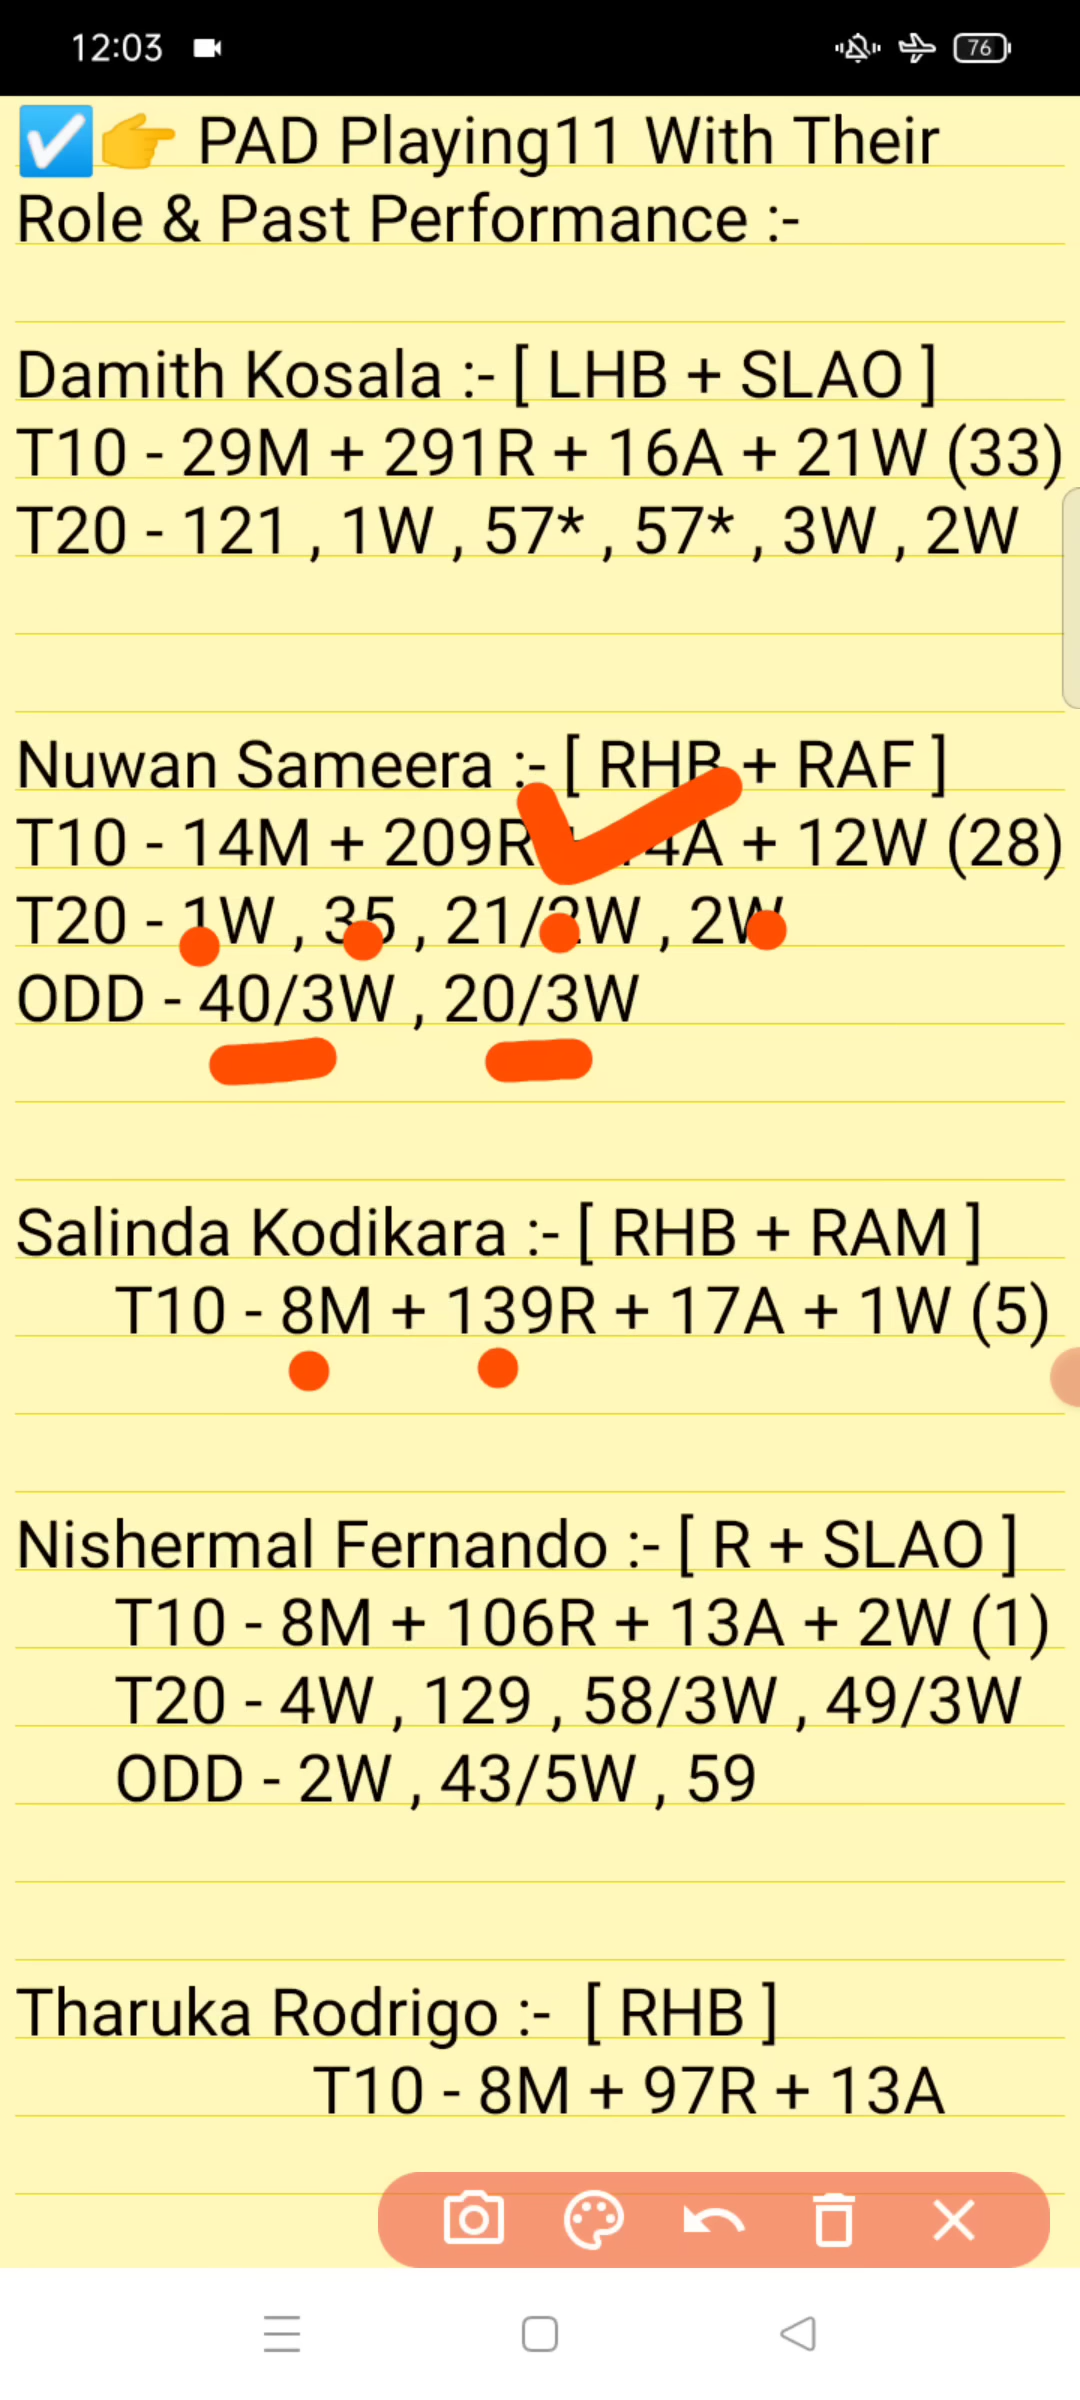 12:03 76
☑️👉 PAD Playing11 With Their
Role & Past Performance :-
Damith Kosala :- [ LHB + SLAO ]
T10 - 29M + 291R + 16A + 21W (33)
T20 - 121 , 1W , 57* , 57* , 3W , 2W
Nuwan Sameera :- [ RHB + RAF ]
T10 - 14M + 209R + 14A + 12W (28)
T20 - 1W , 35 , 21/2W , 2W
ODD - 40/3W , 20/3W
Salinda Kodikara :- [ RHB + RAM ]
T10 - 8M + 139R + 17A + 1W (5)
Nishermal Fernando :- [ R + SLAO ]
T10 - 8M + 106R + 13A + 2W (1)
T20 - 4W , 129 , 58/3W , 49/3W
ODD - 2W , 43/5W , 59
Tharuka Rodrigo :- [ RHB ]
T10 - 8M + 97R + 13A